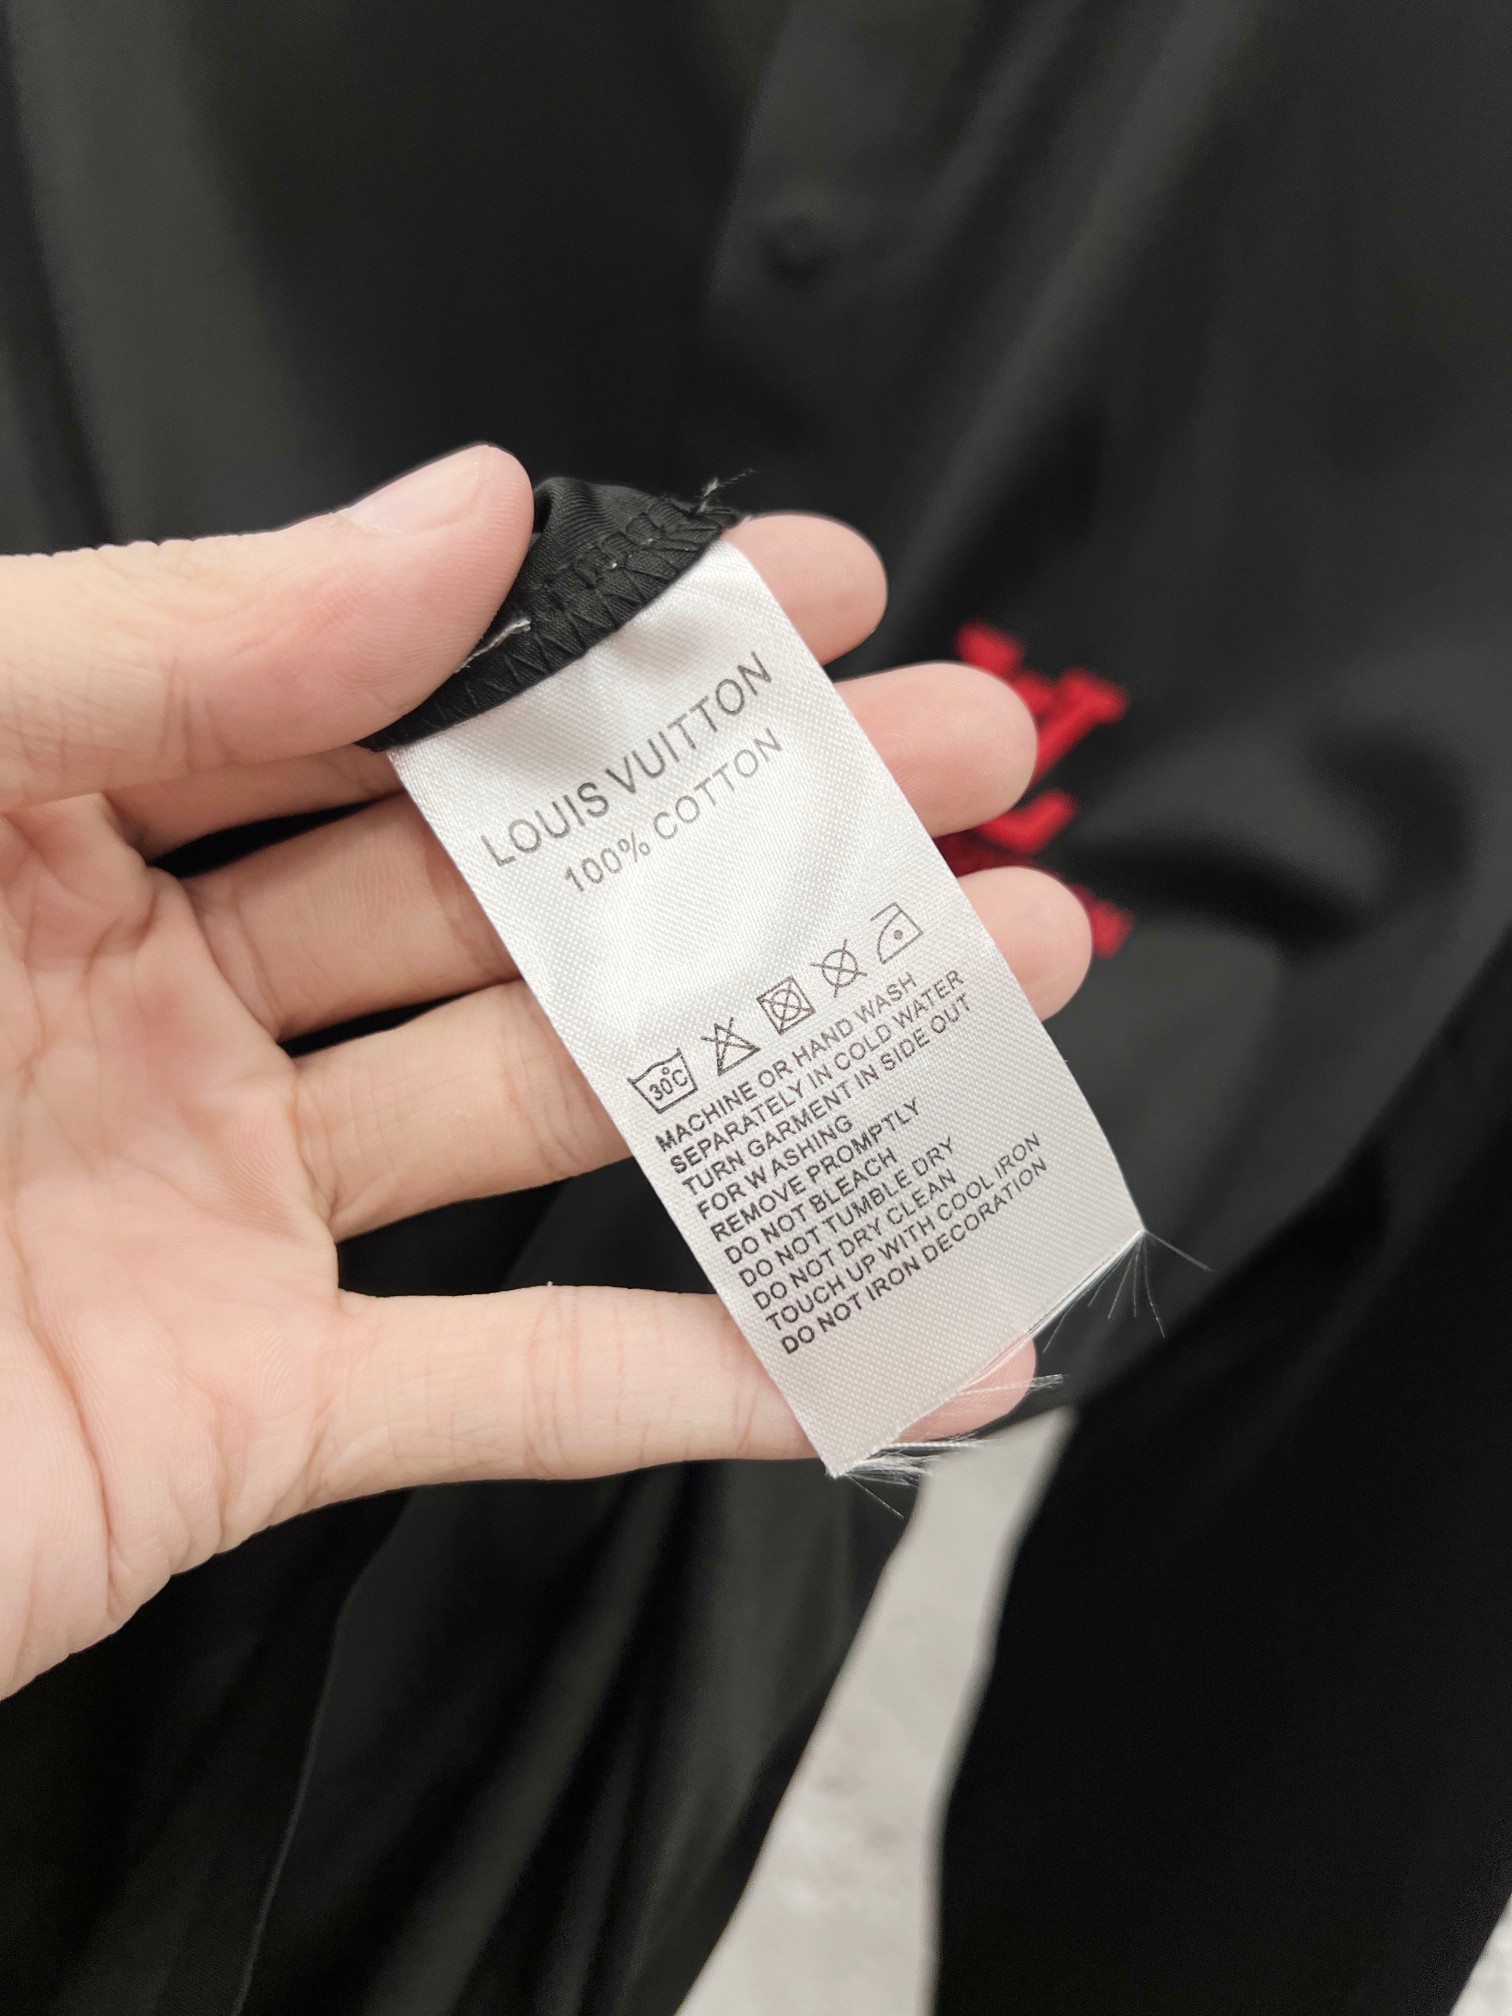 LOUIS VUITTON
100% COTTON
30°C
MACHINE OR HAND WASH
SEPARATELY IN COLD WATER
TURN GARMENT IN SIDE OUT
FOR WASHING
REMOVE PROMPTLY
DO NOT BLEACH
DO NOT TUMBLE DRY
DO NOT DRY CLEAN
TOUCH UP WITH COOL IRON
DO NOT IRON DECORATION